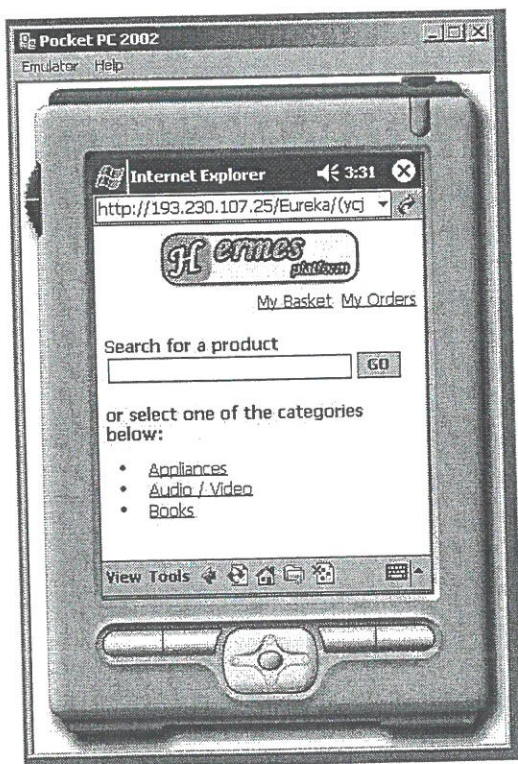 Pocket PC 2002
Emulator Help
Internet Explorer 3:31
http://193.230.107.25/Eureka/(ycj
Hermes
platform
My Basket My Orders
Search for a product
GO
or select one of the categories
below:
• Appliances
• Audio / Video
• Books
View Tools